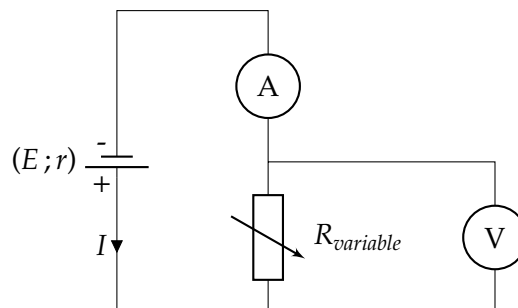 A
-
(E ; r)
+
I
R_variable
V